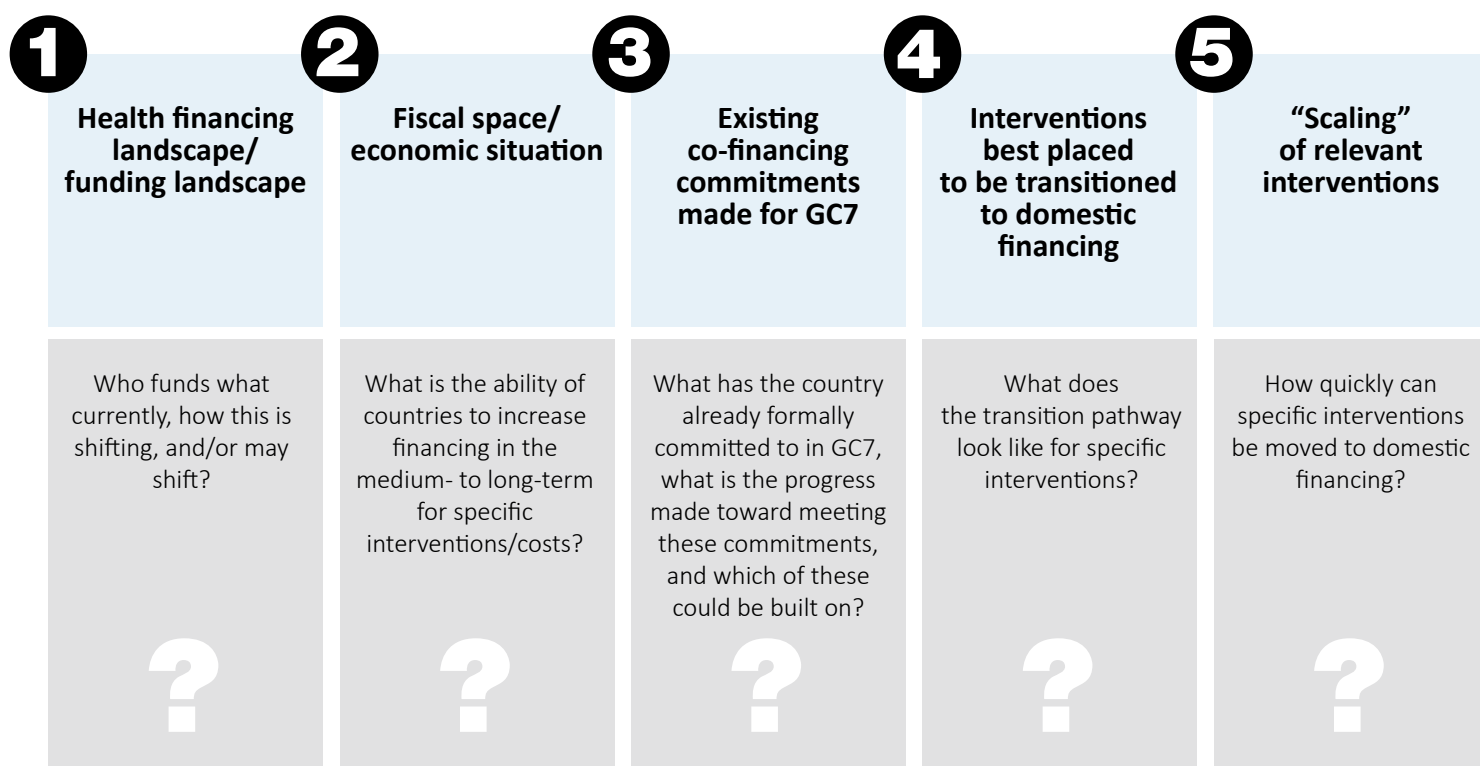 1
Health financing
landscape/
funding landscape
Who funds what
currently, how this is
shifting, and/or may
shift?
?
2
Fiscal space/
economic situation
What is the ability of
countries to increase
financing in the
medium- to long-term
for specific
interventions/costs?
?
3
Existing
co-financing
commitments
made for GC7
What has the country
already formally
committed to in GC7,
what is the progress
made toward meeting
these commitments,
and which of these
could be built on?
?
4
Interventions
best placed
to be transitioned
to domestic
financing
What does
the transition pathway
look like for specific
interventions?
?
5
“Scaling”
of relevant
interventions
How quickly can
specific interventions
be moved to domestic
financing?
?